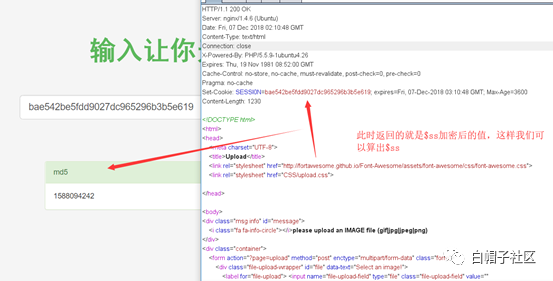 输入让你
bae542be5fdd9027dc965296b3b5e619
md5
1588094242
HTTP/1.1 200 OK
Server: nginx/1.4.6 (Ubuntu)
Date: Fri, 07 Dec 2018 02:10:48 GMT
Content-Type: text/html
Connection: close
X-Powered-By: PHP/5.5.9-1ubuntu4.26
Expires: Thu, 19 Nov 1981 08:52:00 GMT
Cache-Control: no-store, no-cache, must-revalidate, post-check=0, pre-check=0
Pragma: no-cache
Set-Cookie: SESSION=bae542be5fdd9027dc965296b3b5e619; expires=Fri, 07-Dec-2018 03:10:48 GMT; Max-Age=3600
Content-Length: 1230
<!DOCTYPE html>
<html>
<head>
<meta charset="UTF-8">
<title>Upload</title>
<link rel="stylesheet" href="http://fortawesome.github.io/Font-Awesome/assets/font-awesome/css/font-awesome.css">
<link rel="stylesheet" href="CSS/upload.css">
</head>
<body>
<div class="msg info" id="message">
<i class="fa fa-info-circle"></i>please upload an IMAGE file (gif|jpg|jpeg|png)
</div>
<div class="container">
<form action="?page=upload" method="post" enctype="multipart/form-data" class="form
<div class="file-upload-wrapper" id="file" data-text="Select an image!">
<label for="file-upload"> <input name="file-upload-field" type="file" class="file-upload-field" value=""
此时返回的就是$ss加密后的值，这样我们可
以算出$ss
白帽子社区